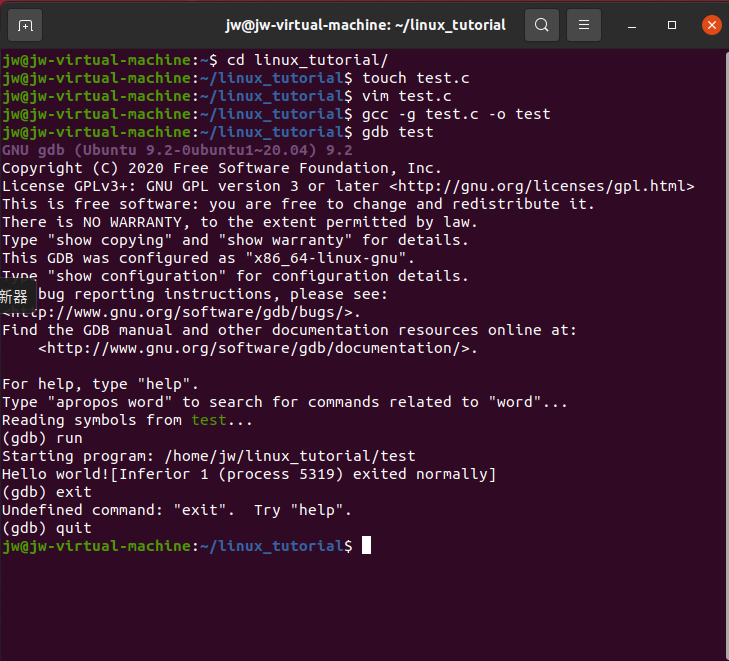 jw@jw-virtual-machine: ~/linux_tutorial
jw@jw-virtual-machine:~$ cd linux_tutorial/
jw@jw-virtual-machine:~/linux_tutorial$ touch test.c
jw@jw-virtual-machine:~/linux_tutorial$ vim test.c
jw@jw-virtual-machine:~/linux_tutorial$ gcc -g test.c -o test
jw@jw-virtual-machine:~/linux_tutorial$ gdb test
GNU gdb (Ubuntu 9.2-0ubuntu1~20.04) 9.2
Copyright (C) 2020 Free Software Foundation, Inc.
License GPLv3+: GNU GPL version 3 or later <http://gnu.org/licenses/gpl.html>
This is free software: you are free to change and redistribute it.
There is NO WARRANTY, to the extent permitted by law.
Type "show copying" and "show warranty" for details.
This GDB was configured as "x86_64-linux-gnu".
Type "show configuration" for configuration details.
新器 bug reporting instructions, please see:
<http://www.gnu.org/software/gdb/bugs/>.
Find the GDB manual and other documentation resources online at:
    <http://www.gnu.org/software/gdb/documentation/>.
For help, type "help".
Type "apropos word" to search for commands related to "word"...
Reading symbols from test...
(gdb) run
Starting program: /home/jw/linux_tutorial/test
Hello world![Inferior 1 (process 5319) exited normally]
(gdb) exit
Undefined command: "exit".  Try "help".
(gdb) quit
jw@jw-virtual-machine:~/linux_tutorial$